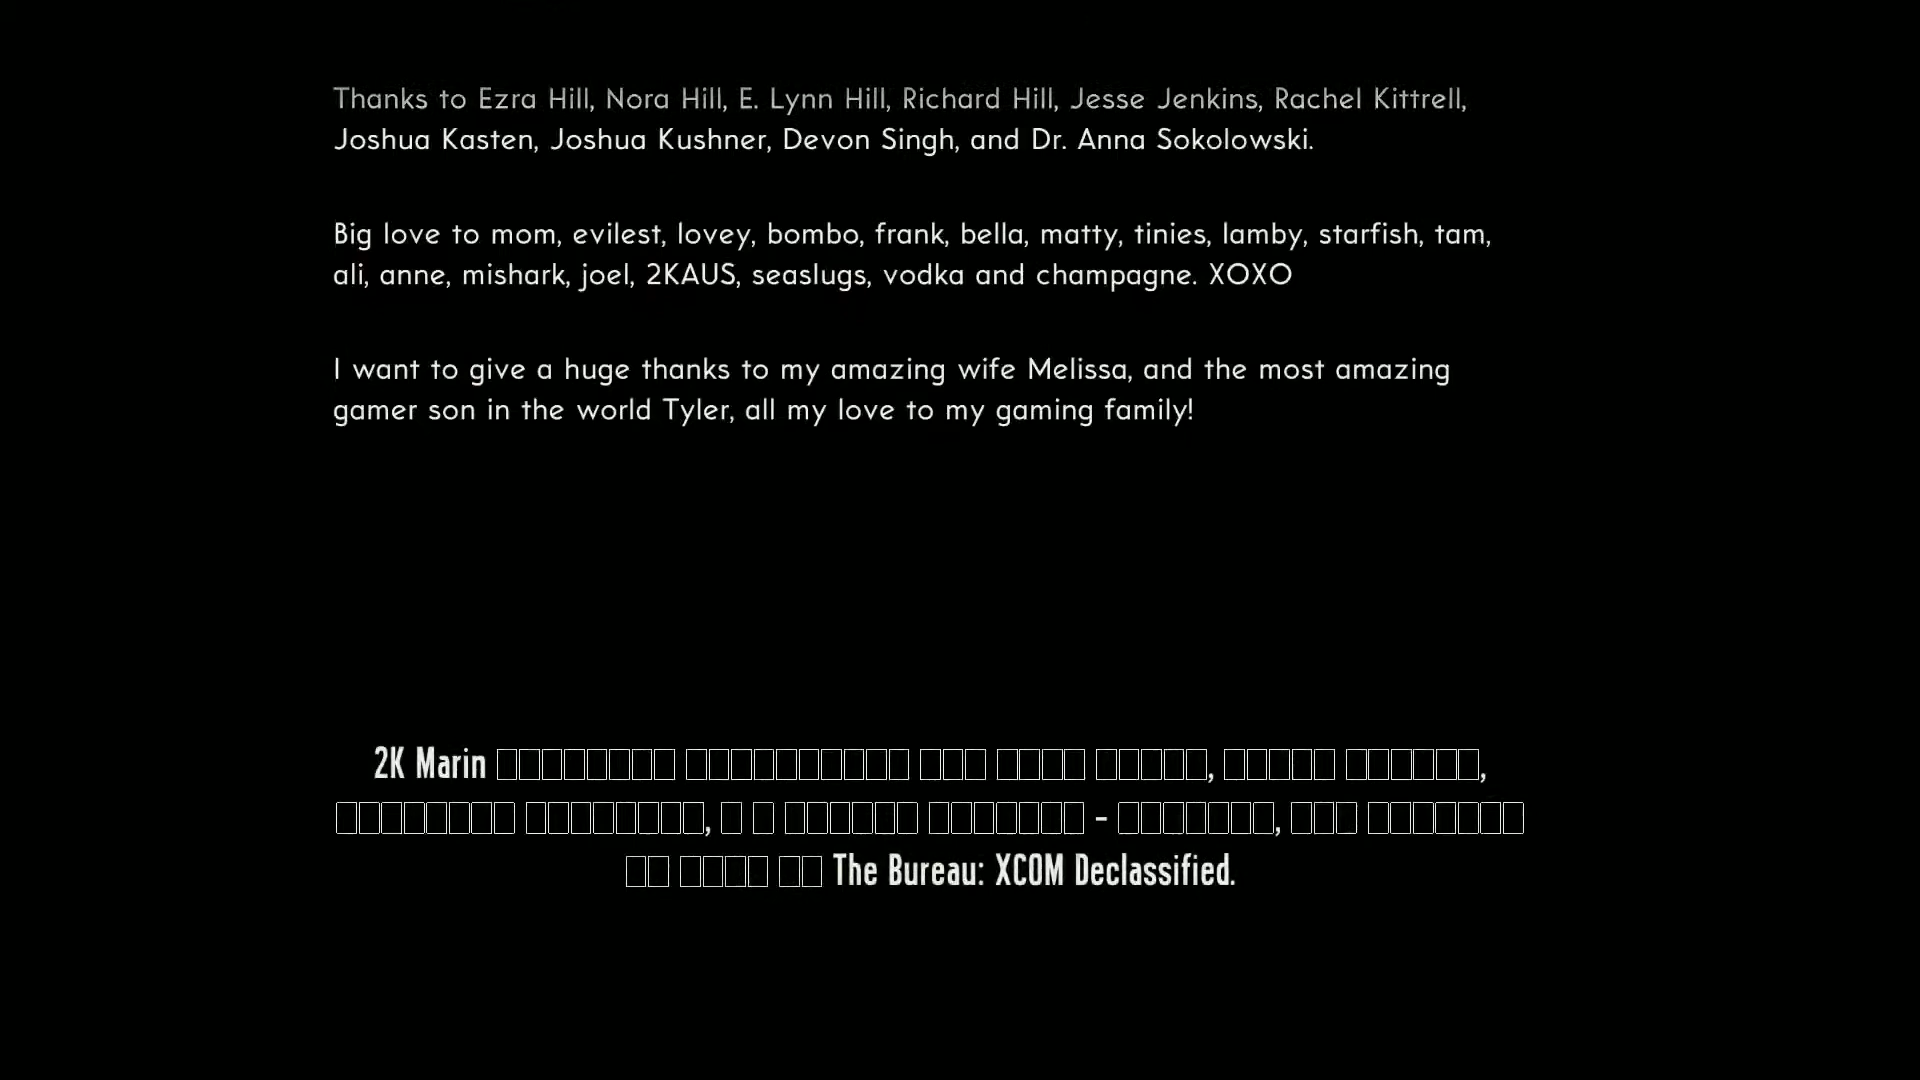 Thanks to Ezra Hill, Nora Hill, E. Lynn Hill, Richard Hill, Jesse Jenkins, Rachel Kittrell,
Joshua Kasten, Joshua Kushner, Devon Singh, and Dr. Anna Sokolowski.
Big love to mom, evilest, lovey, bombo, frank, bella, matty, tinies, lamby, starfish, tam,
ali, anne, mishark, joel, 2KAUS, seaslugs, vodka and champagne. XOXO
I want to give a huge thanks to my amazing wife Melissa, and the most amazing
gamer son in the world Tyler, all my love to my gaming family!
2K Marin
The Bureau: XCOM Declassified.